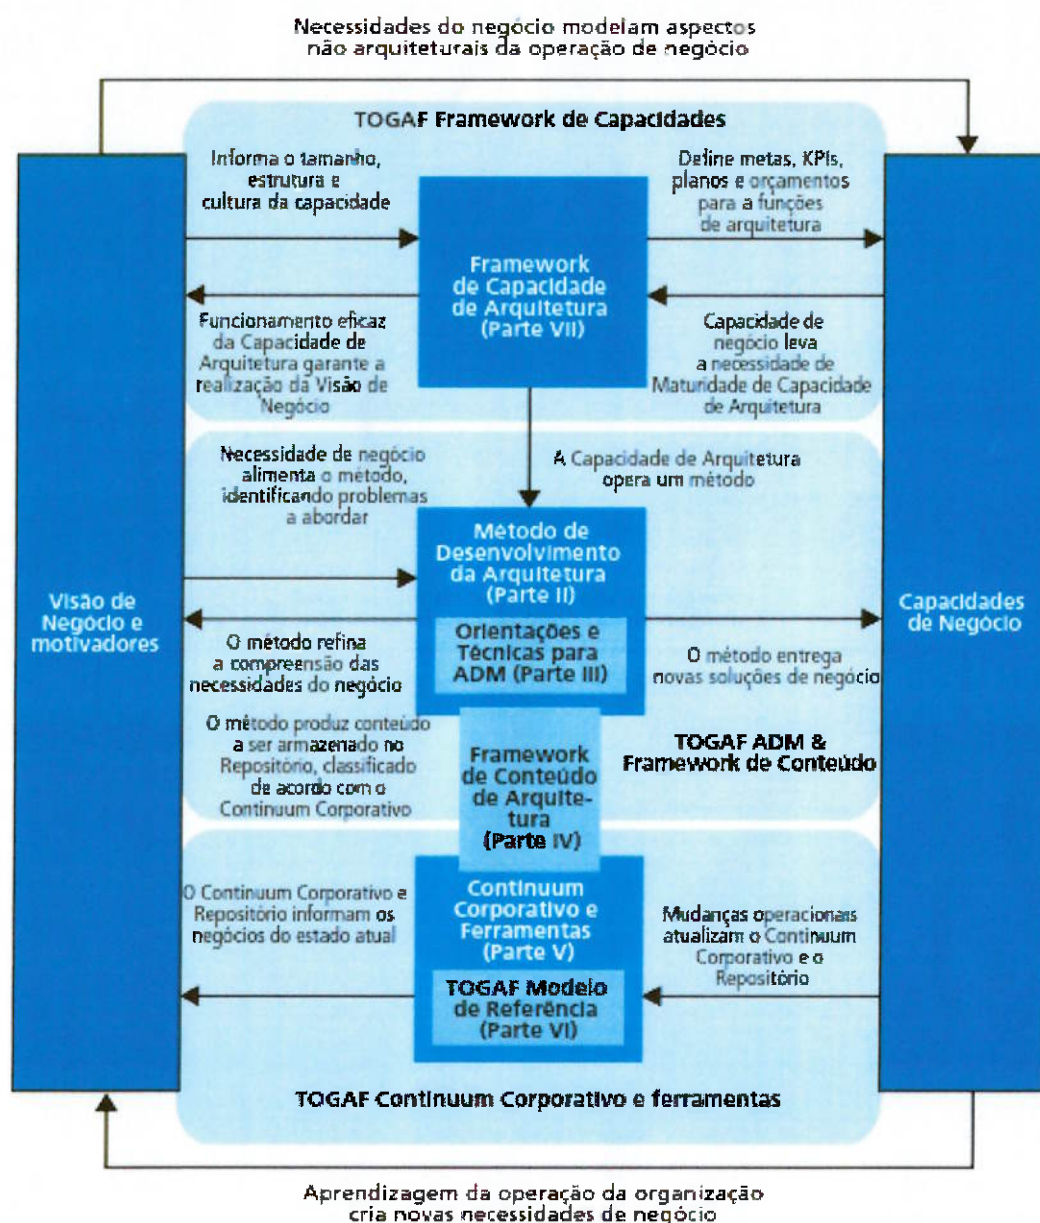 Necessidades do negócio modelam aspectos
não arquiteturais da operação de negócio
TOGAF Framework de Capacidades
Informa o tamanho,
estrutura e
cultura da capacidade
Define metas, KPIs,
planos e orçamentos
para a funções
de arquitetura
Framework
de Capacidade
de Arquitetura
(Parte VII)
Funcionamento eficaz
da Capacidade de
Arquitetura garante a
realização da Visão de
Negócio
Capacidade de
negócio leva
a necessidade de
Maturidade de Capacidade
de Arquitetura
Necessidade de negócio
alimenta o método,
identificando problemas
a abordar
A Capacidade de Arquitetura
opera um método
Método de
Desenvolvimento
da Arquitetura
(Parte II)
Visão de
Negócio e
motivadores
Capacidades
de Negócio
Orientações e
Técnicas para
ADM (Parte III)
O método refina
a compreensão das
necessidades do negócio
O método entrega
novas soluções de negócio
O método produz conteúdo
a ser armazenado no
Repositório, classificado
de acordo com o
Continuum Corporativo
TOGAF ADM &
Framework de Conteúdo
Framework
de Conteúdo
de Arquite-
tura
(Parte IV)
O Continuum Corporativo e
Repositório informam os
negócios do estado atual
Continuum
Corporativo e
Ferramentas
(Parte V)
Mudanças operacionais
atualizam o Continuum
Corporativo e o
Repositório
TOGAF Modelo
de Referência
(Parte VI)
TOGAF Continuum Corporativo e ferramentas
Aprendizagem da operação da organização
cria novas necessidades de negócio